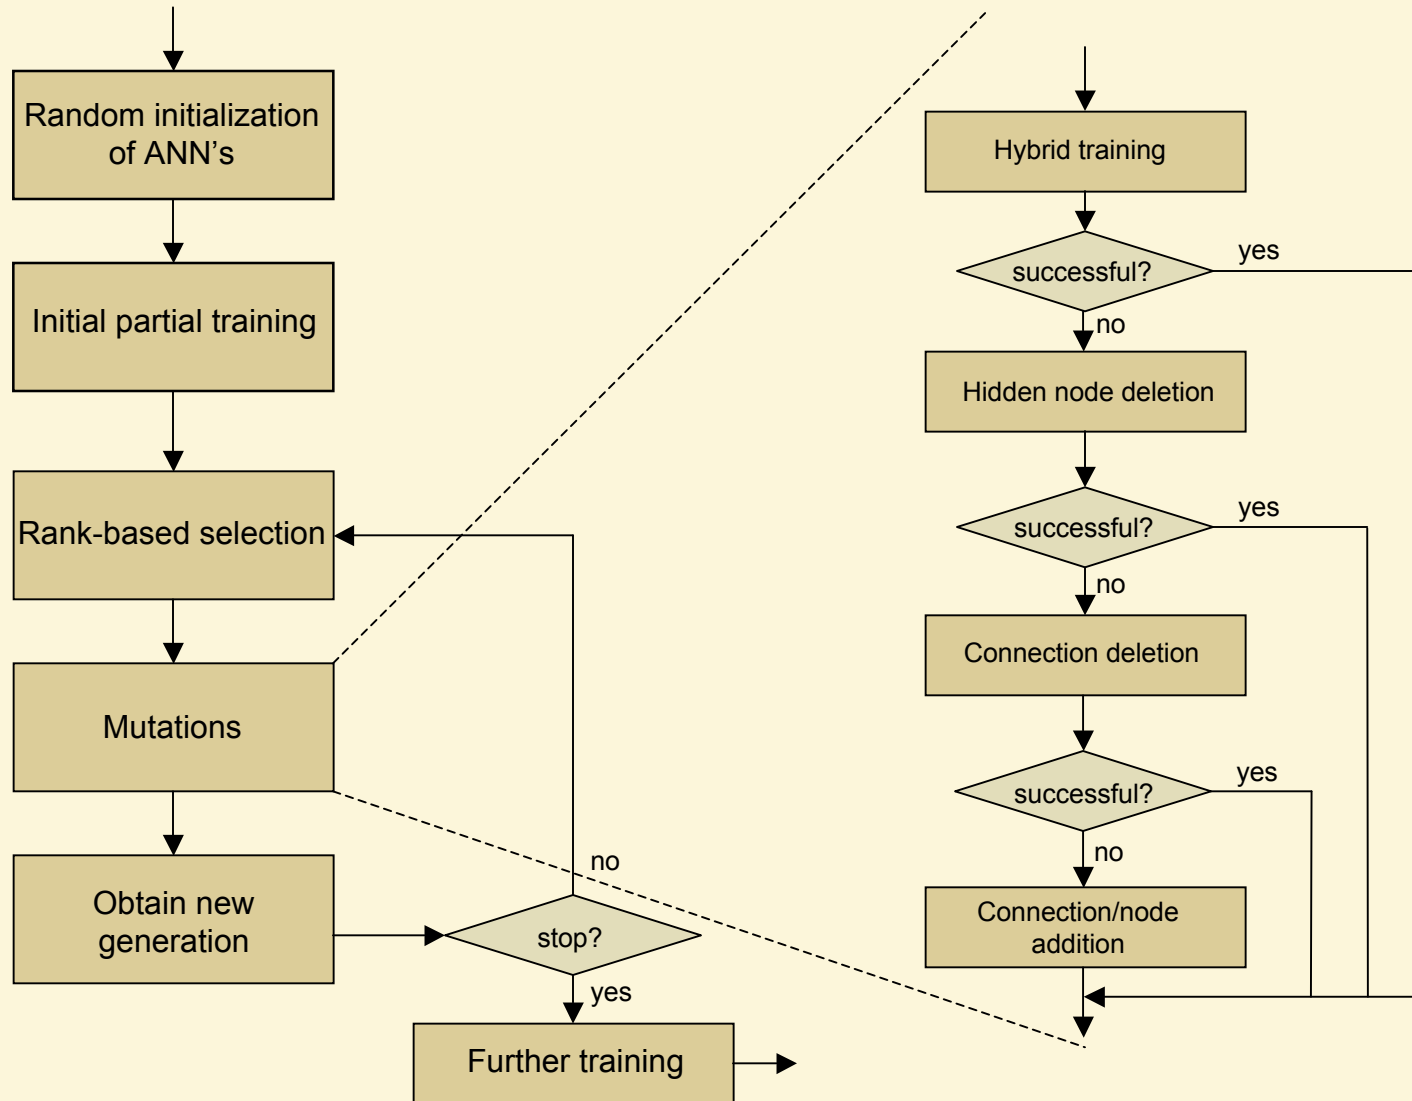 Random initialization
of ANN's
Initial partial training
Rank-based selection
Mutations
Obtain new
generation
no
stop?
yes
Further training
Hybrid training
successful?
yes
no
Hidden node deletion
successful?
yes
no
Connection deletion
successful?
yes
no
Connection/node
addition